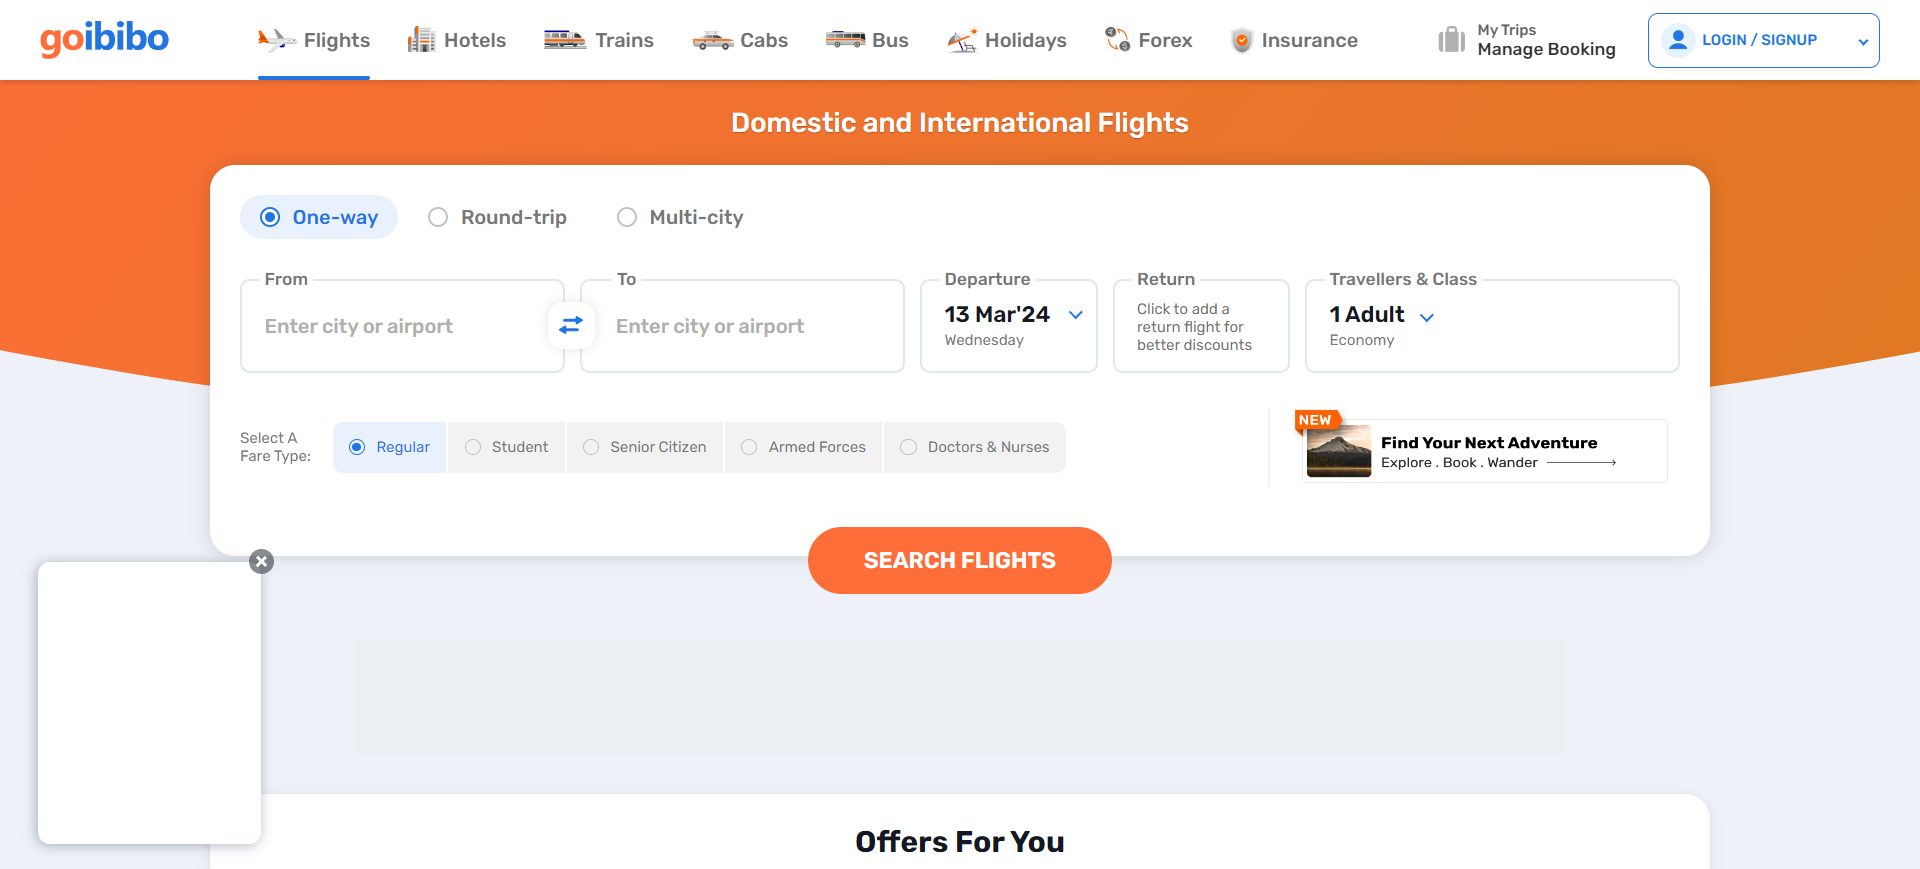 goibibo
Flights
Hotels
Trains
Cabs
Bus
Holidays
Forex
Insurance
My Trips
Manage Booking
LOGIN / SIGNUP
Domestic and International Flights
One-way
Round-trip
Multi-city
From
Enter city or airport
To
Enter city or airport
Departure
13 Mar'24
Wednesday
Return
Click to add a
return flight for
better discounts
Travellers & Class
1 Adult
Economy
Select A
Fare Type:
Regular
Student
Senior Citizen
Armed Forces
Doctors & Nurses
NEW
Find Your Next Adventure
Explore . Book . Wander
SEARCH FLIGHTS
Offers For You